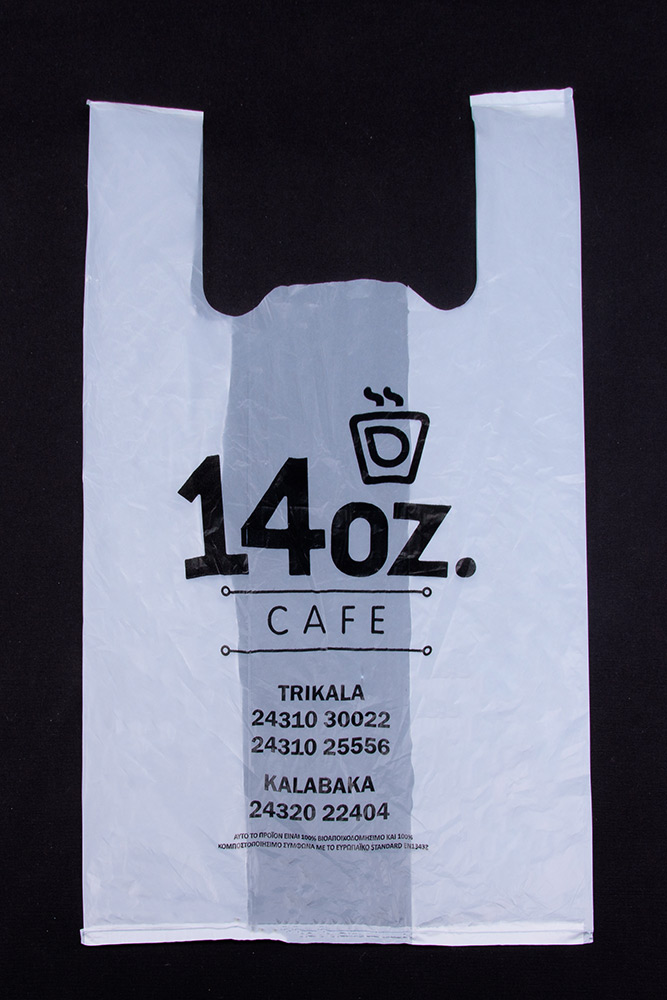 14oz.
CAFE
TRIKALA
24310 30022
24310 25556
KALABAKA
24320 22404
ΑΥΤΟ ΤΟ ΠΡΟΪΟΝ ΕΙΝΑΙ 100% ΒΙΟΑΠΟΙΚΟΔΟΜΗΣΙΜΟ ΚΑΙ 100%
ΚΟΜΠΟΣΤΟΠΟΙΗΣΙΜΟ ΣΥΜΦΩΝΑ ΜΕ ΤΟ ΕΥΡΩΠΑΪΚΟ STANDARD EN13432